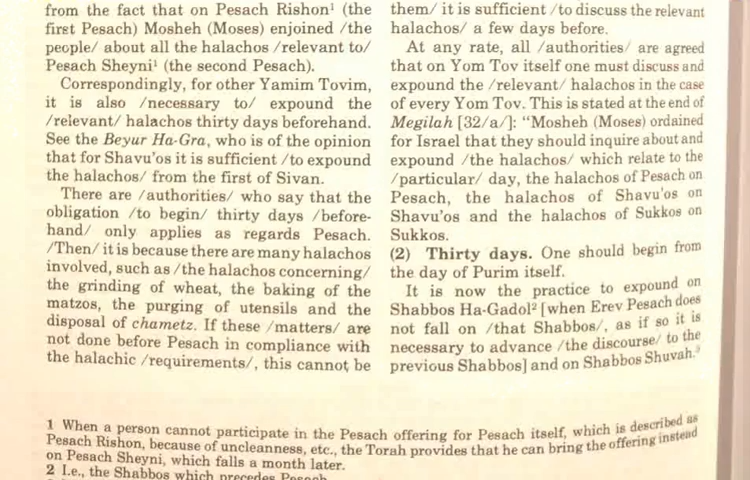 from the fact that on Pesach Rishon¹ (the
first Pesach) Mosheh (Moses) enjoined /the
people/ about all the halachos /relevant to/
Pesach Sheyni¹ (the second Pesach).
Correspondingly, for other Yamim Tovim,
it is also /necessary to/ expound the
/relevant/ halachos thirty days beforehand.
See the Beyur Ha-Gra, who is of the opinion
that for Shavu'os it is sufficient /to expound
the halachos/ from the first of Sivan.
There are /authorities/ who say that the
obligation /to begin/ thirty days /before-
hand/ only applies as regards Pesach.
/Then/ it is because there are many halachos
involved, such as /the halachos concerning/
the grinding of wheat, the baking of the
matzos, the purging of utensils and the
disposal of chametz. If these /matters/ are
not done before Pesach in compliance with
the halachic /requirements/, this cannot be
them/ it is sufficient /to discuss the relevant
halachos/ a few days before.
At any rate, all /authorities/ are agreed
that on Yom Tov itself one must discuss and
expound the /relevant/ halachos in the case
of every Yom Tov. This is stated at the end of
Megilah [32/a/]: "Mosheh (Moses) ordained
for Israel that they should inquire about and
expound /the halachos/ which relate to the
/particular/ day, the halachos of Pesach on
Pesach, the halachos of Shavu'os on
Shavu'os and the halachos of Sukkos on
Sukkos.
(2) Thirty days. One should begin from
the day of Purim itself.
It is now the practice to expound on
Shabbos Ha-Gadol² [when Erev Pesach does
not fall on /that Shabbos/, as if so it is
necessary to advance /the discourse/ to the
previous Shabbos] and on Shabbos Shuvah.³
1 When a person cannot participate in the Pesach offering for Pesach itself, which is described as
Pesach Rishon, because of uncleanness, etc., the Torah provides that he can bring the offering instead
on Pesach Sheyni, which falls a month later.
2 I.e., the Shabbos which precedes Pesach.